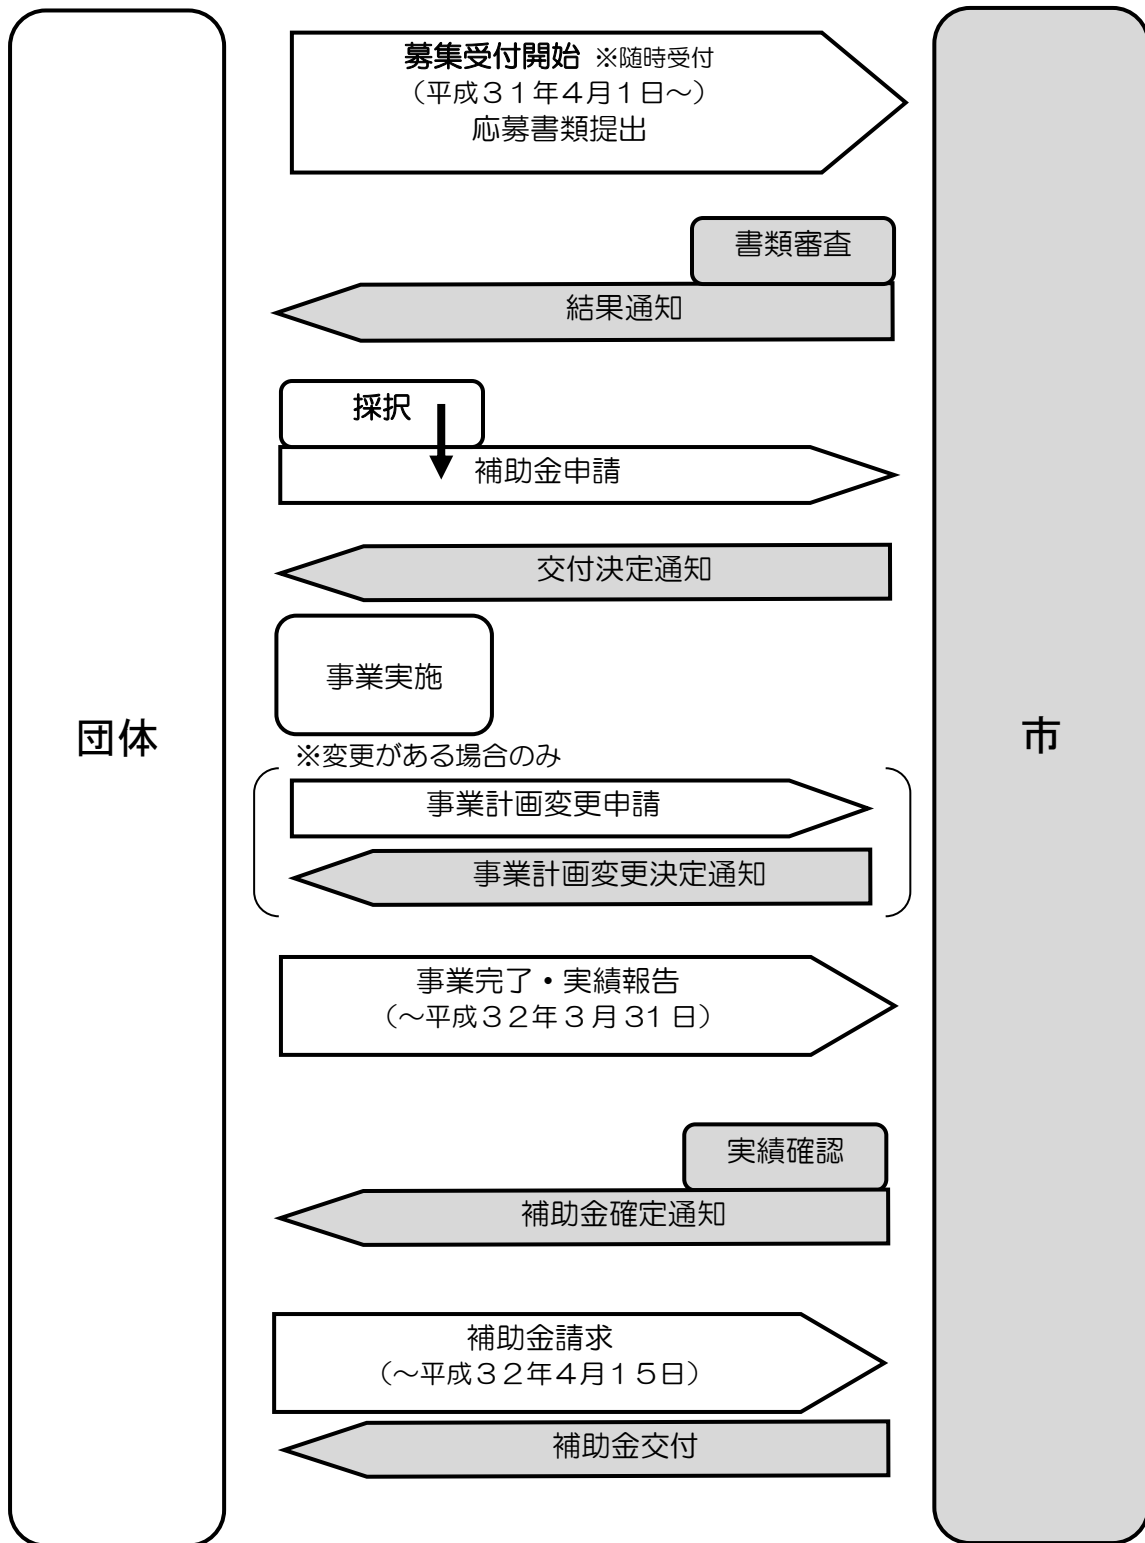 募集受付開始 ※随時受付
（平成３１年４月１日～）
応募書類提出
書類審査
結果通知
採択
補助金申請
交付決定通知
事業実施
団体
市
※変更がある場合のみ
事業計画変更申請
事業計画変更決定通知
事業完了・実績報告
（～平成３２年３月31日）
実績確認
補助金確定通知
補助金請求
（～平成３２年４月１５日）
補助金交付